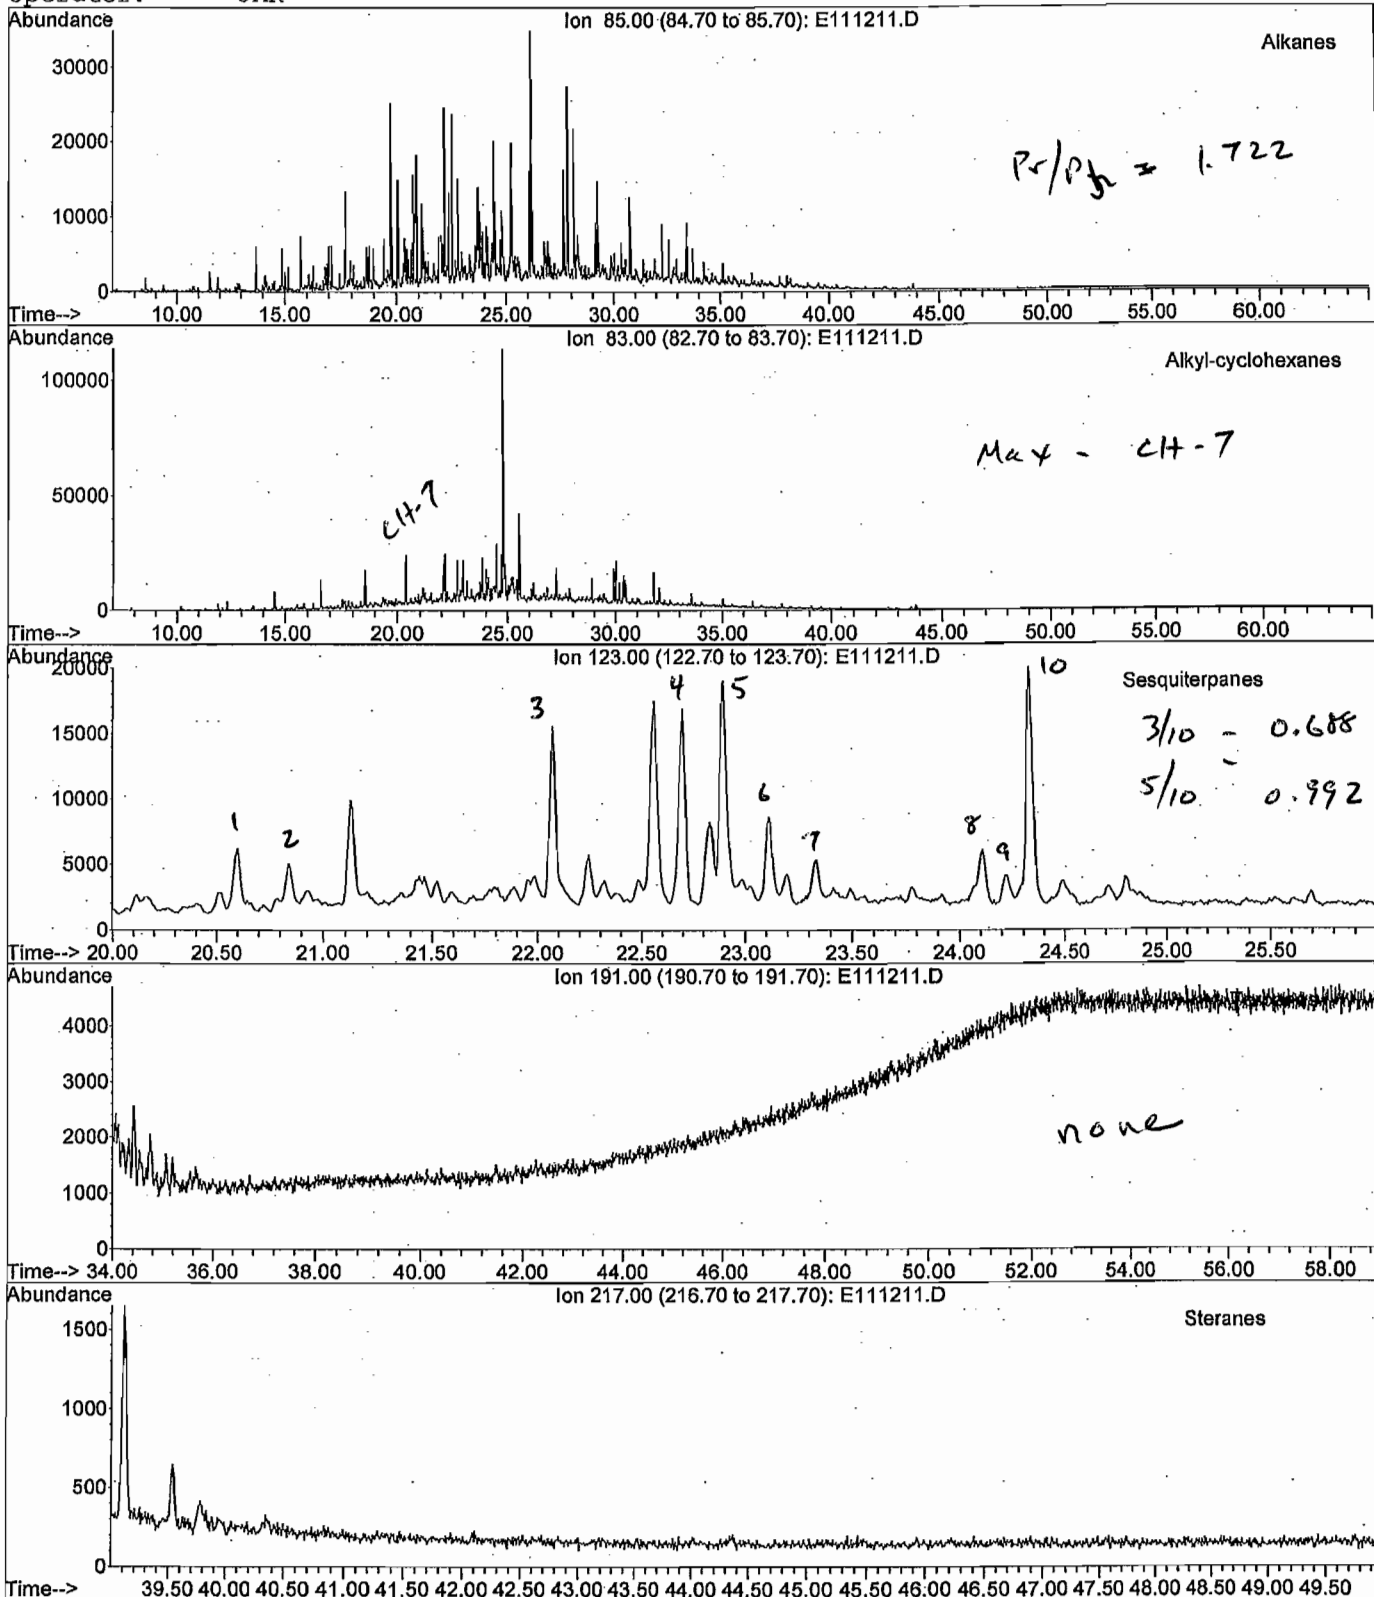 Abundance Ion 85.00 (84.70 to 85.70): E111211.D
Alkanes
30000
Pr/Ph = 1.722
20000
10000
0
Time--> 10.00 15.00 20.00 25.00 30.00 35.00 40.00 45.00 50.00 55.00 60.00
Abundance Ion 83.00 (82.70 to 83.70): E111211.D
Alkyl-cyclohexanes
100000
Max - CH-7
50000
CH-7
0
Time--> 10.00 15.00 20.00 25.00 30.00 35.00 40.00 45.00 50.00 55.00 60.00
Abundance Ion 123.00 (122.70 to 123.70): E111211.D
20000
Sesquiterpanes
1 2 3 4 5 6 7 8 9 10
3/10 - 0.688
15000
5/10 - 0.992
10000
5000
0
Time--> 20.00 20.50 21.00 21.50 22.00 22.50 23.00 23.50 24.00 24.50 25.00 25.50
Abundance Ion 191.00 (190.70 to 191.70): E111211.D
4000
3000
2000
none
1000
0
Time--> 34.00 36.00 38.00 40.00 42.00 44.00 46.00 48.00 50.00 52.00 54.00 56.00 58.00
Abundance Ion 217.00 (216.70 to 217.70): E111211.D
Steranes
1500
1000
500
0
Time--> 39.50 40.00 40.50 41.00 41.50 42.00 42.50 43.00 43.50 44.00 44.50 45.00 45.50 46.00 46.50 47.00 47.50 48.00 48.50 49.00 49.50